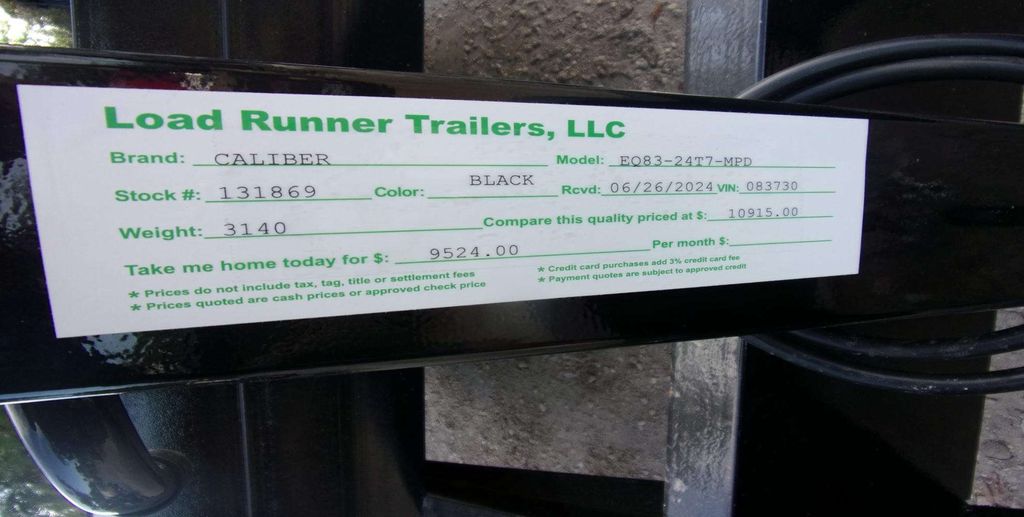 Load Runner Trailers, LLC
Brand: CALIBER Model: EQ83-24T7-MPD
Stock #: 131869 Color: BLACK Rcvd: 06/26/2024 VIN: 083730
Weight: 3140 Compare this quality priced at $: 10915.00
Take me home today for $: 9524.00 Per month $:
* Prices do not include tax, tag, title or settlement fees * Credit card purchases add 3% credit card fee
* Prices quoted are cash prices or approved check price * Payment quotes are subject to approved credit